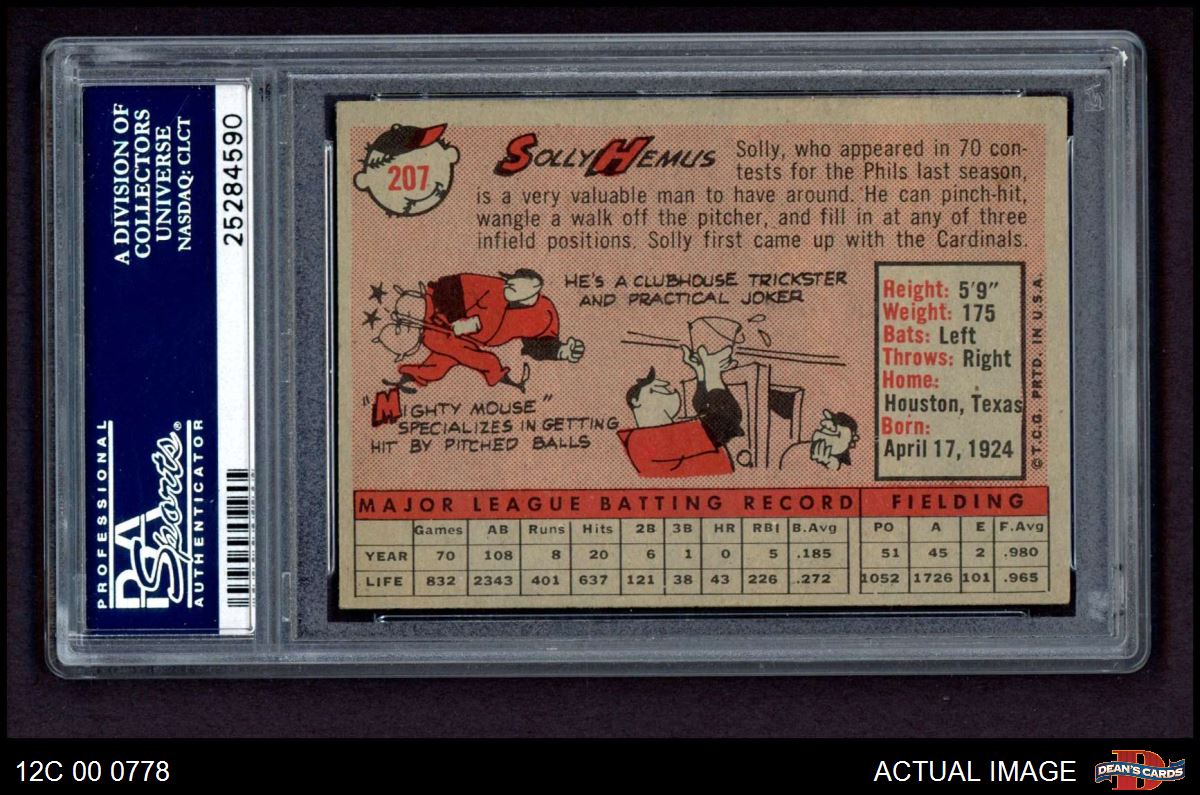 A DIVISION OF
COLLECTORS
UNIVERSE
NASDAQ: CLCT
25284590
PROFESSIONAL
PSA
Sports®
AUTHENTICATOR
207
SOLLY HEMUS
Solly, who appeared in 70 con-
tests for the Phils last season,
is a very valuable man to have around. He can pinch-hit,
wangle a walk off the pitcher, and fill in at any of three
infield positions. Solly first came up with the Cardinals.
HE'S A CLUBHOUSE TRICKSTER
AND PRACTICAL JOKER
"MIGHTY MOUSE"
SPECIALIZES IN GETTING
HIT BY PITCHED BALLS
Height: 5'9"
Weight: 175
Bats: Left
Throws: Right
Home:
Houston, Texas
Born:
April 17, 1924
© T.C.G. PRTD. IN U.S.A.
MAJOR LEAGUE BATTING RECORD FIELDING
Games AB Runs Hits 2B 3B HR RBI B.Avg PO A E F.Avg
YEAR 70 108 8 20 6 1 0 5 .185 51 45 2 .980
LIFE 832 2343 401 637 121 38 43 226 .272 1052 1726 101 .965
12C 00 0778
ACTUAL IMAGE
D
DEAN'S CARDS